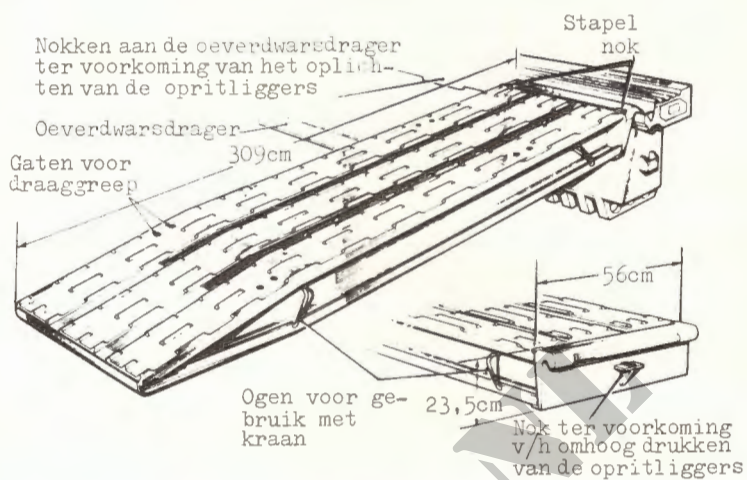 Stapel
nok
Nokken aan de oeverdwarsdrager
ter voorkoming van het oplich-
ten van de opritliggers
Oeverdwarsdrager
309cm
Gaten voor
draaggreep
56cm
Ogen voor ge-
bruik met
kraan
23,5cm
Nok ter voorkoming
v/h omhoog drukken
van de opritliggers